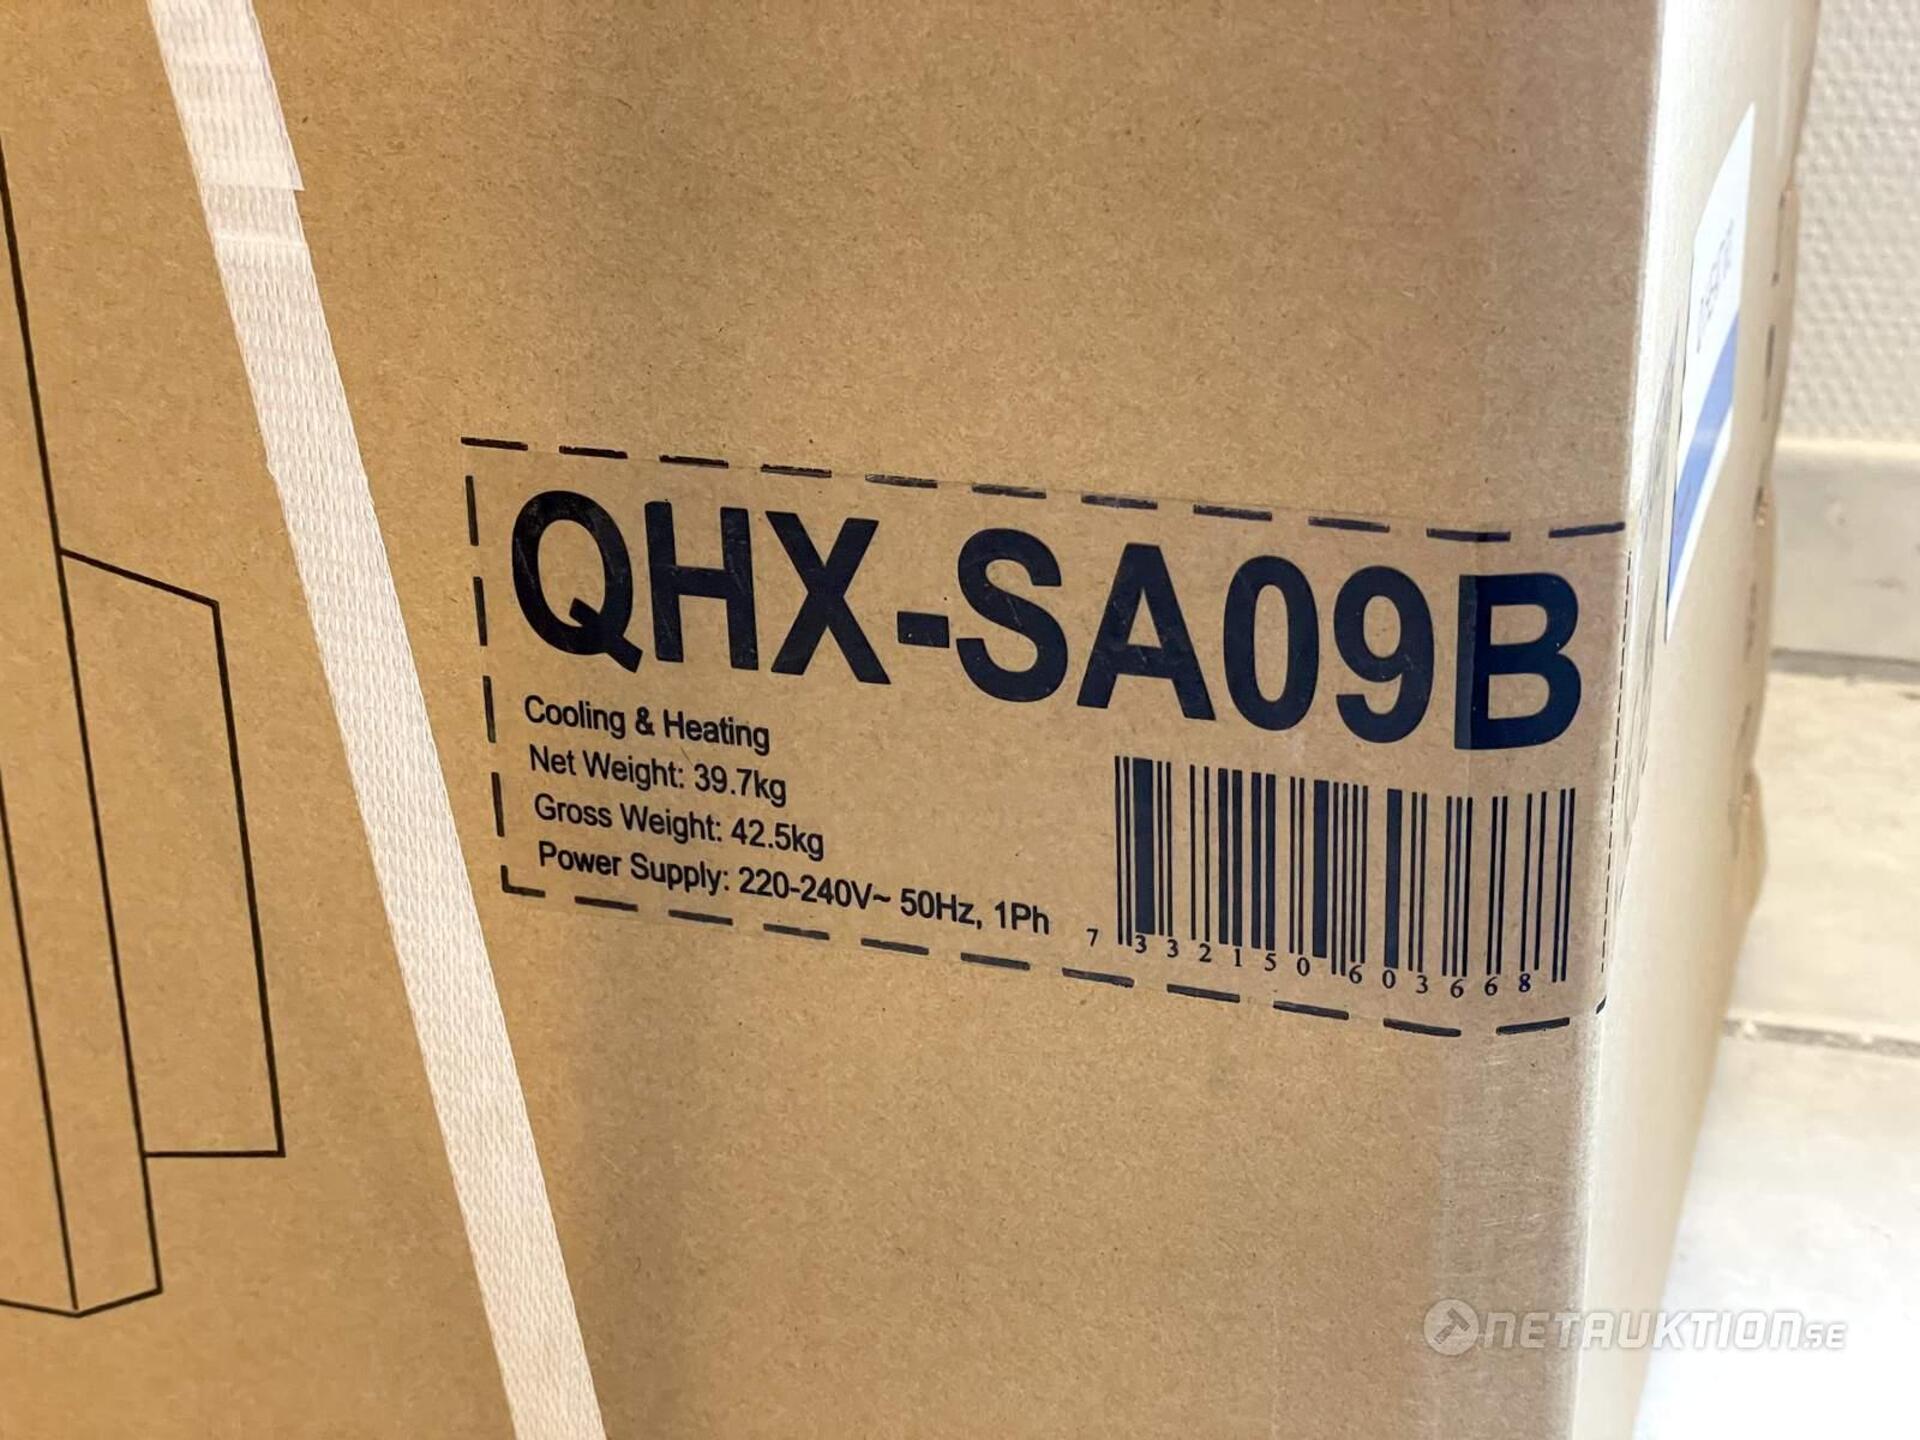 QHX-SA09B
Cooling & Heating
Net Weight: 39.7kg
Gross Weight: 42.5kg
Power Supply: 220-240V~ 50Hz, 1Ph
7 332150 603668
NETAUKTION.SE